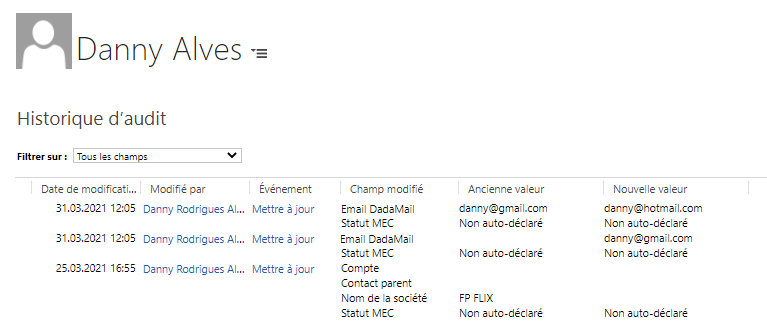 Danny Alves
Historique d'audit
Filtrer sur : Tous les champs
Date de modificati... Modifié par Événement Champ modifié Ancienne valeur Nouvelle valeur
31.03.2021 12:05 Danny Rodrigues Al... Mettre à jour Email DadaMail danny@gmail.com danny@hotmail.com
Statut MEC Non auto-déclaré Non auto-déclaré
31.03.2021 12:05 Danny Rodrigues Al... Mettre à jour Email DadaMail danny@gmail.com
Statut MEC Non auto-déclaré Non auto-déclaré
25.03.2021 16:55 Danny Rodrigues Al... Mettre à jour Compte
Contact parent
Nom de la société FP FLIX
Statut MEC Non auto-déclaré Non auto-déclaré